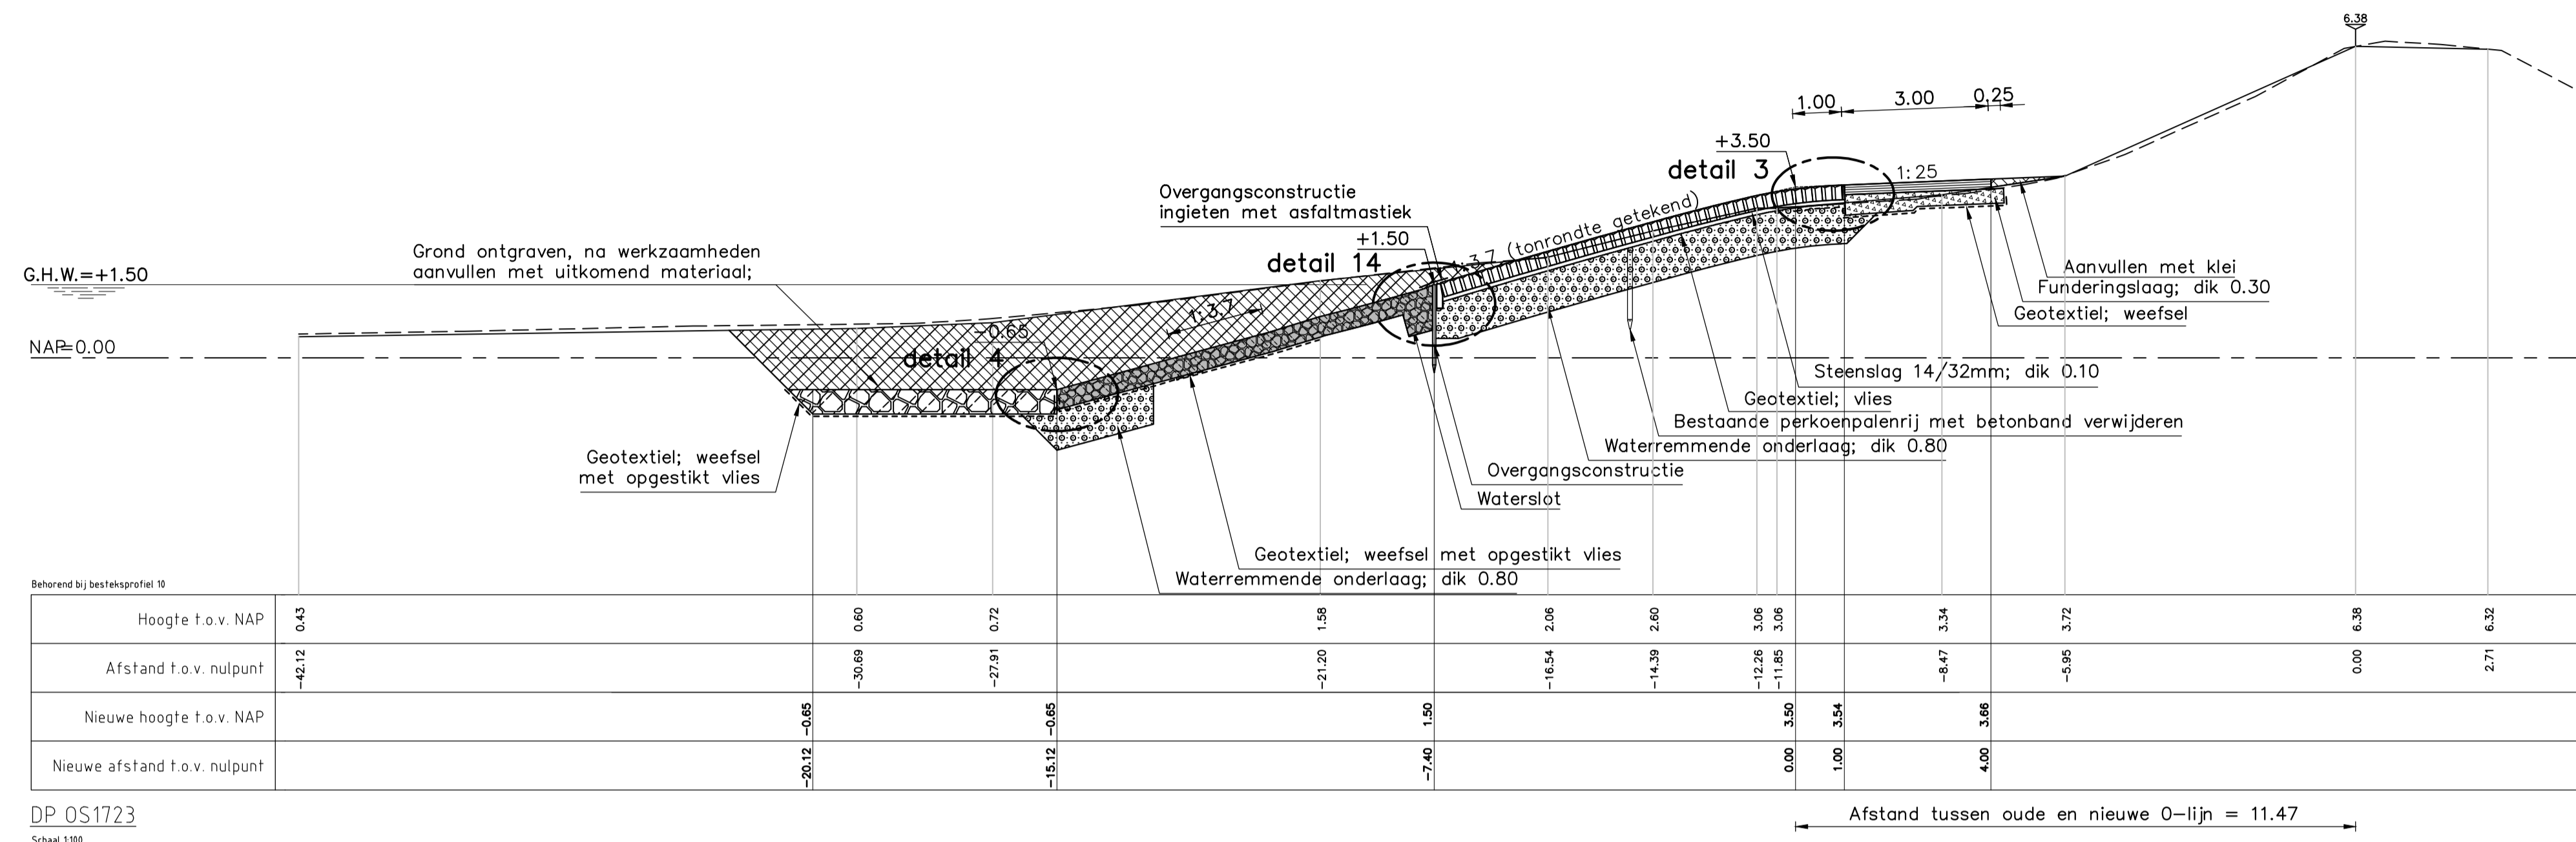 6.38
1.00 3.00 0.25
+3.50
detail 3
1:25
Overgangsconstructie
ingieten met asfaltmastiek
+1.50
detail 14
1:3.7 (tonrondte getekend)
Grond ontgraven, na werkzaamheden
aanvullen met uitkomend materiaal;
G.H.W.=+1.50
1:3.7
-0.65
NAP=0.00
detail 4
Aanvullen met klei
Funderingslaag; dik 0.30
Geotextiel; weefsel
Steenslag 14/32mm; dik 0.10
Geotextiel; vlies
Bestaande perkoenpalenrij met betonband verwijderen
Waterremmende onderlaag; dik 0.80
Overgangsconstructie
Waterslot
Geotextiel; weefsel
met opgestikt vlies
Geotextiel; weefsel met opgestikt vlies
Waterremmende onderlaag; dik 0.80
Behorend bij besteksprofiel 10
Hoogte t.o.v. NAP 0.43 0.60 0.72 1.58 2.06 2.60 3.06 3.06 3.34 3.72 6.38 6.32
Afstand t.o.v. nulpunt -42.12 -30.69 -27.91 -21.20 -16.54 -14.39 -12.26 -11.85 -8.47 -5.95 0.00 2.71
Nieuwe hoogte t.o.v. NAP -0.65 -0.65 1.50 3.50 3.54 3.66
Nieuwe afstand t.o.v. nulpunt -20.12 -15.12 -7.40 0.00 1.00 4.00
DP OS1723
Schaal 1:100
Afstand tussen oude en nieuwe 0-lijn = 11.47